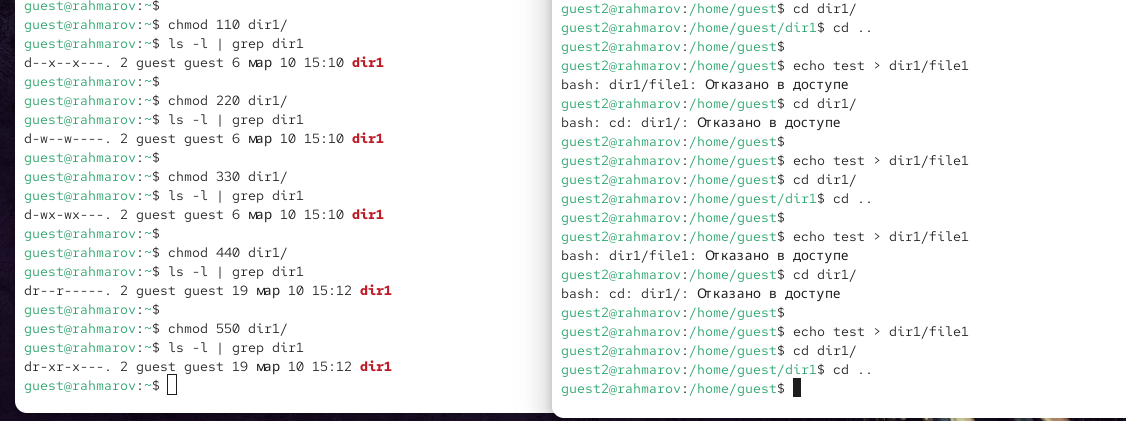 guest@rahmarov:~$
guest@rahmarov:~$ chmod 110 dir1/
guest@rahmarov:~$ ls -l | grep dir1
d--x--x---. 2 guest guest 6 мар 10 15:10 dir1
guest@rahmarov:~$
guest@rahmarov:~$ chmod 220 dir1/
guest@rahmarov:~$ ls -l | grep dir1
d-w--w----. 2 guest guest 6 мар 10 15:10 dir1
guest@rahmarov:~$
guest@rahmarov:~$ chmod 330 dir1/
guest@rahmarov:~$ ls -l | grep dir1
d-wx-wx---. 2 guest guest 6 мар 10 15:10 dir1
guest@rahmarov:~$
guest@rahmarov:~$ chmod 440 dir1/
guest@rahmarov:~$ ls -l | grep dir1
dr--r-----. 2 guest guest 19 мар 10 15:12 dir1
guest@rahmarov:~$
guest@rahmarov:~$ chmod 550 dir1/
guest@rahmarov:~$ ls -l | grep dir1
dr-xr-x---. 2 guest guest 19 мар 10 15:12 dir1
guest@rahmarov:~$
guest2@rahmarov:/home/guest$ cd dir1/
guest2@rahmarov:/home/guest/dir1$ cd ..
guest2@rahmarov:/home/guest$
guest2@rahmarov:/home/guest$ echo test > dir1/file1
bash: dir1/file1: Отказано в доступе
guest2@rahmarov:/home/guest$ cd dir1/
bash: cd: dir1/: Отказано в доступе
guest2@rahmarov:/home/guest$
guest2@rahmarov:/home/guest$ echo test > dir1/file1
guest2@rahmarov:/home/guest$ cd dir1/
guest2@rahmarov:/home/guest/dir1$ cd ..
guest2@rahmarov:/home/guest$
guest2@rahmarov:/home/guest$ echo test > dir1/file1
bash: dir1/file1: Отказано в доступе
guest2@rahmarov:/home/guest$ cd dir1/
bash: cd: dir1/: Отказано в доступе
guest2@rahmarov:/home/guest$
guest2@rahmarov:/home/guest$ echo test > dir1/file1
guest2@rahmarov:/home/guest$ cd dir1/
guest2@rahmarov:/home/guest/dir1$ cd ..
guest2@rahmarov:/home/guest$